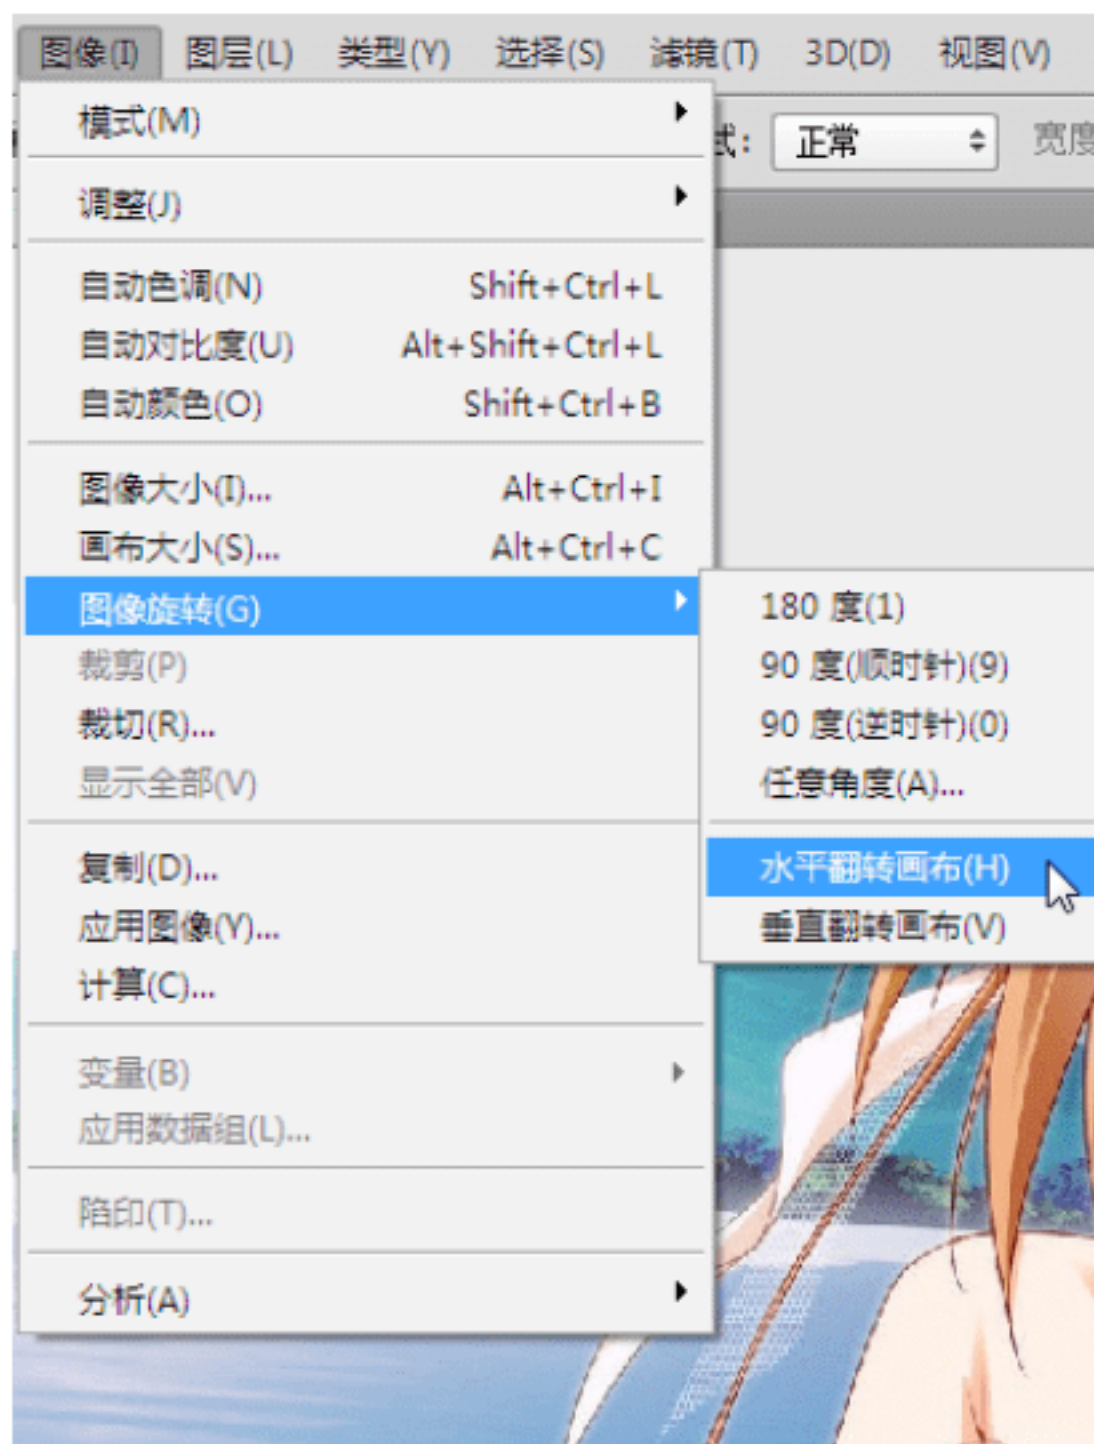 图像(I) 图层(L) 类型(Y) 选择(S) 滤镜(T) 3D(D) 视图(V)
式: 正常 宽度
模式(M)
调整(J)
自动色调(N) Shift+Ctrl+L
自动对比度(U) Alt+Shift+Ctrl+L
自动颜色(O) Shift+Ctrl+B
图像大小(I)... Alt+Ctrl+I
画布大小(S)... Alt+Ctrl+C
图像旋转(G)
裁剪(P)
裁切(R)...
显示全部(V)
复制(D)...
应用图像(Y)...
计算(C)...
变量(B)
应用数据组(L)...
陷印(T)...
分析(A)
180 度(1)
90 度(顺时针)(9)
90 度(逆时针)(0)
任意角度(A)...
水平翻转画布(H)
垂直翻转画布(V)